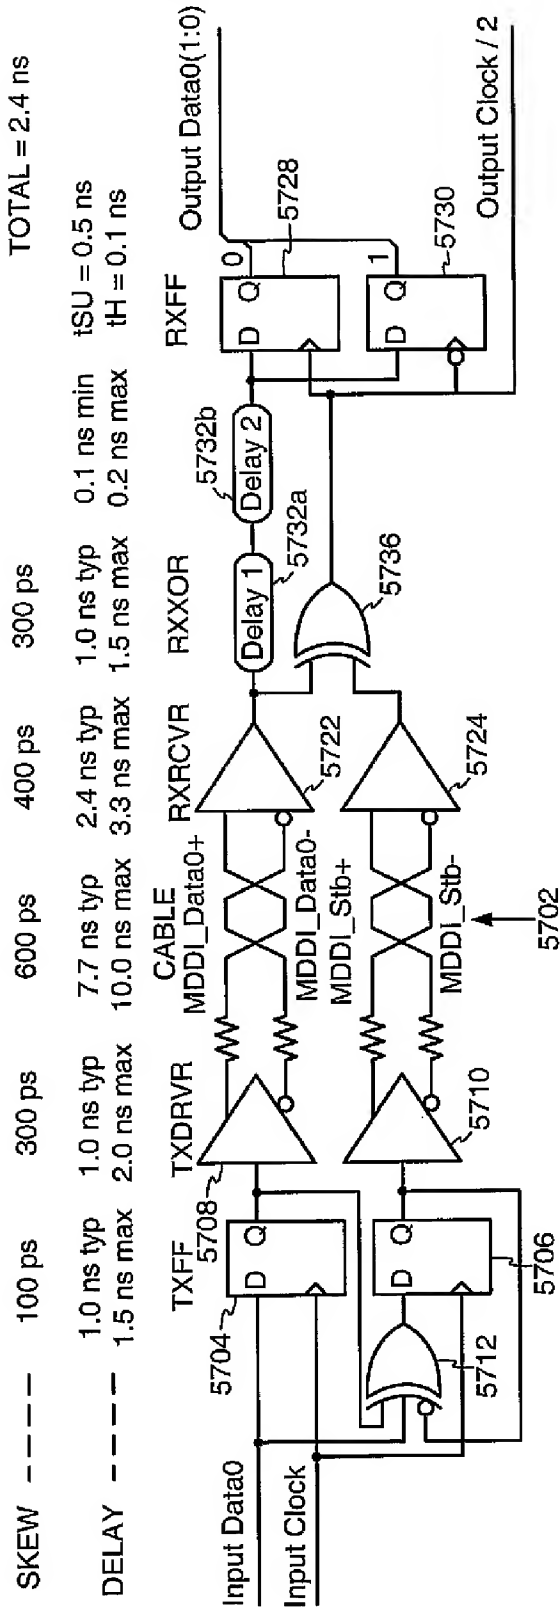 SKEW ---- 100 ps 300 ps 600 ps 400 ps 300 ps TOTAL = 2.4 ns
DELAY ---- 1.0 ns typ 1.0 ns typ 7.7 ns typ 2.4 ns typ 1.0 ns typ 0.1 ns min tSU = 0.5 ns
1.5 ns max 2.0 ns max 10.0 ns max 3.3 ns max 1.5 ns max 0.2 ns max tH = 0.1 ns
TXFF TXDRVR CABLE RXRCVR RXXOR RXFF
MDDI_Data0+
5704
5708
5732b
Output Data0(1:0)
D Q
Delay 1
Delay 2
D Q
0
5732a
5728
Input Data0
5722
MDDI_Data0-
MDDI_Stb+
1
Input Clock
D Q
D Q
5712
5706
5710
MDDI_Stb-
5724
5736
5730
Output Clock / 2
5702